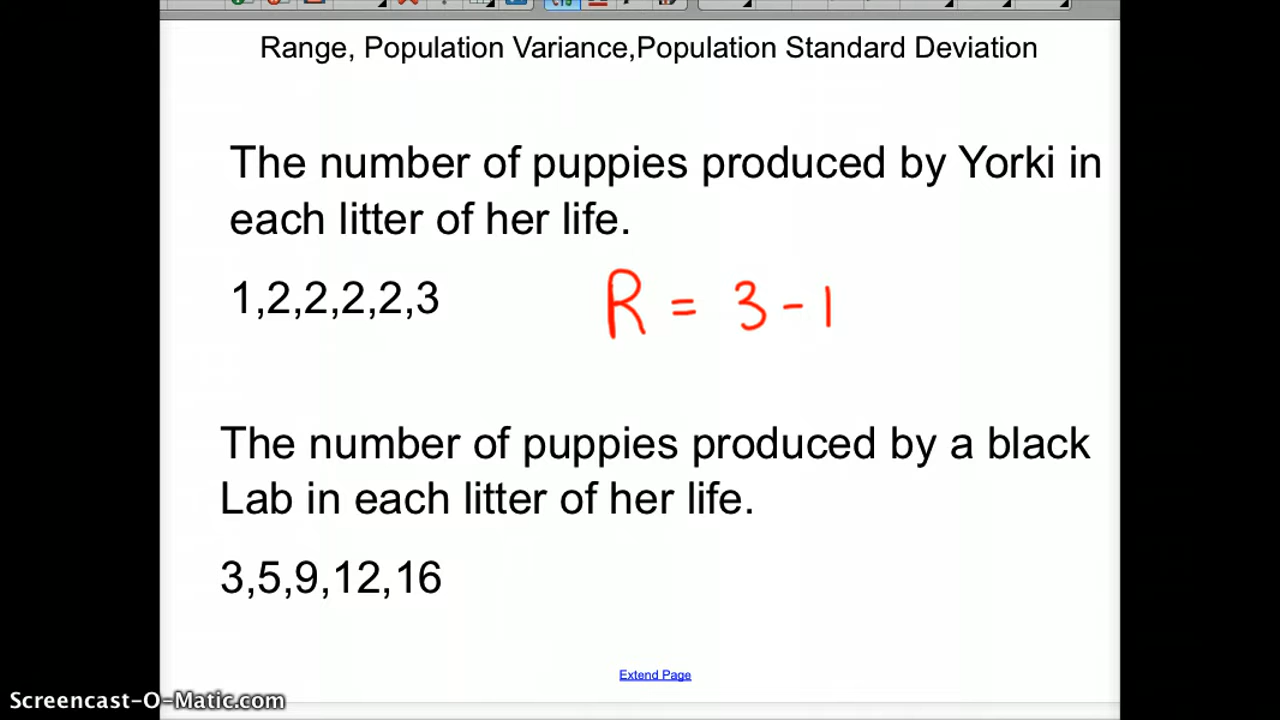 Range, Population Variance,Population Standard Deviation
The number of puppies produced by Yorki in
each litter of her life.
1,2,2,2,2,3
R = 3 - 1
The number of puppies produced by a black
Lab in each litter of her life.
3,5,9,12,16
Extend Page
Screencast-O-Matic.com